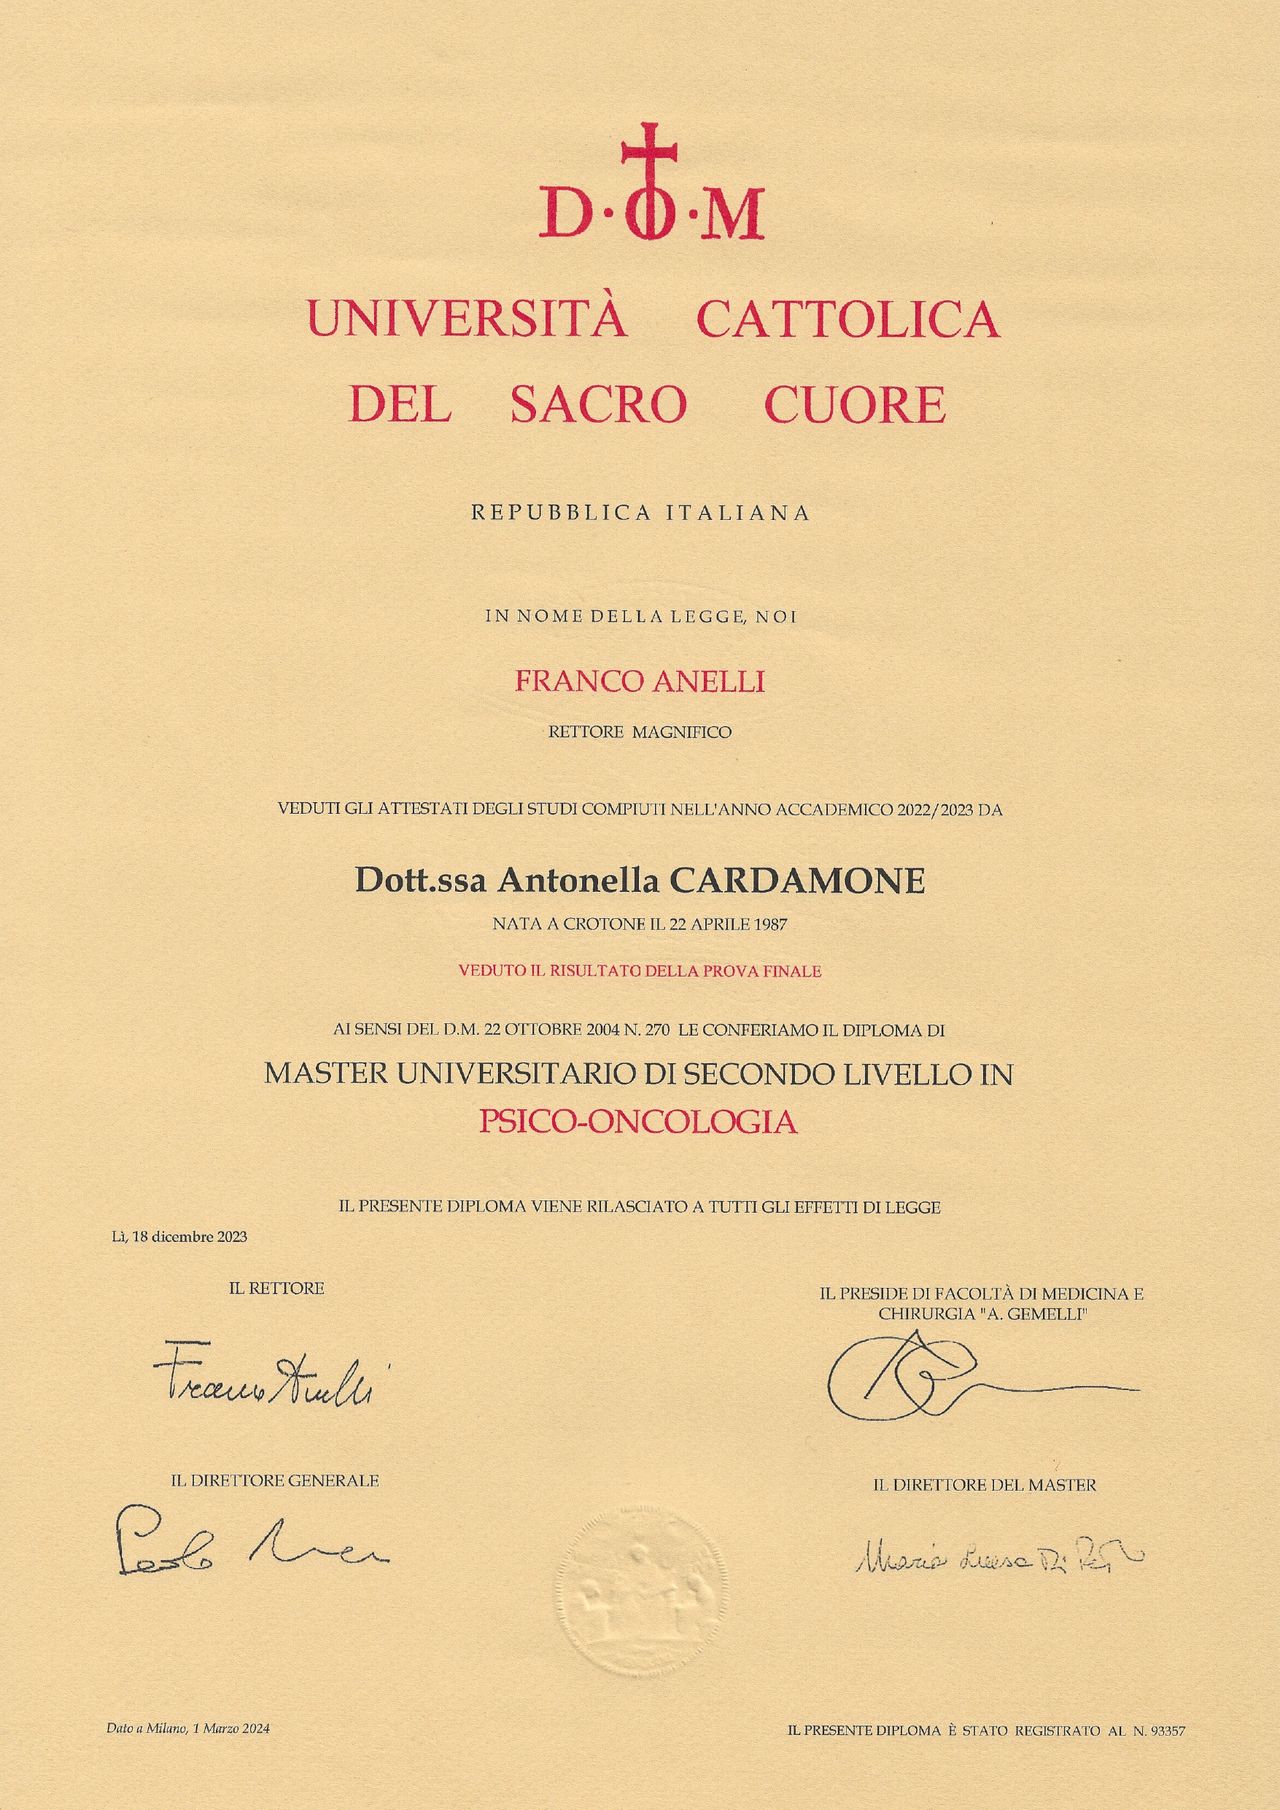 D·O·M
UNIVERSITÀ CATTOLICA
DEL SACRO CUORE
REPUBBLICA ITALIANA
IN NOME DELLA LEGGE, NOI
FRANCO ANELLI
RETTORE MAGNIFICO
VEDUTI GLI ATTESTATI DEGLI STUDI COMPIUTI NELL'ANNO ACCADEMICO 2022/2023 DA
Dott.ssa Antonella CARDAMONE
NATA A CROTONE IL 22 APRILE 1987
VEDUTO IL RISULTATO DELLA PROVA FINALE
AI SENSI DEL D.M. 22 OTTOBRE 2004 N. 270 LE CONFERIAMO IL DIPLOMA DI
MASTER UNIVERSITARIO DI SECONDO LIVELLO IN
PSICO-ONCOLOGIA
IL PRESENTE DIPLOMA VIENE RILASCIATO A TUTTI GLI EFFETTI DI LEGGE
Lì, 18 dicembre 2023
IL RETTORE
IL PRESIDE DI FACOLTÀ DI MEDICINA E
CHIRURGIA "A. GEMELLI"
Franco Anelli
IL DIRETTORE GENERALE
IL DIRETTORE DEL MASTER
Paolo
Maria Luisa Di
Dato a Milano, 1 Marzo 2024
IL PRESENTE DIPLOMA È STATO REGISTRATO AL N. 93357